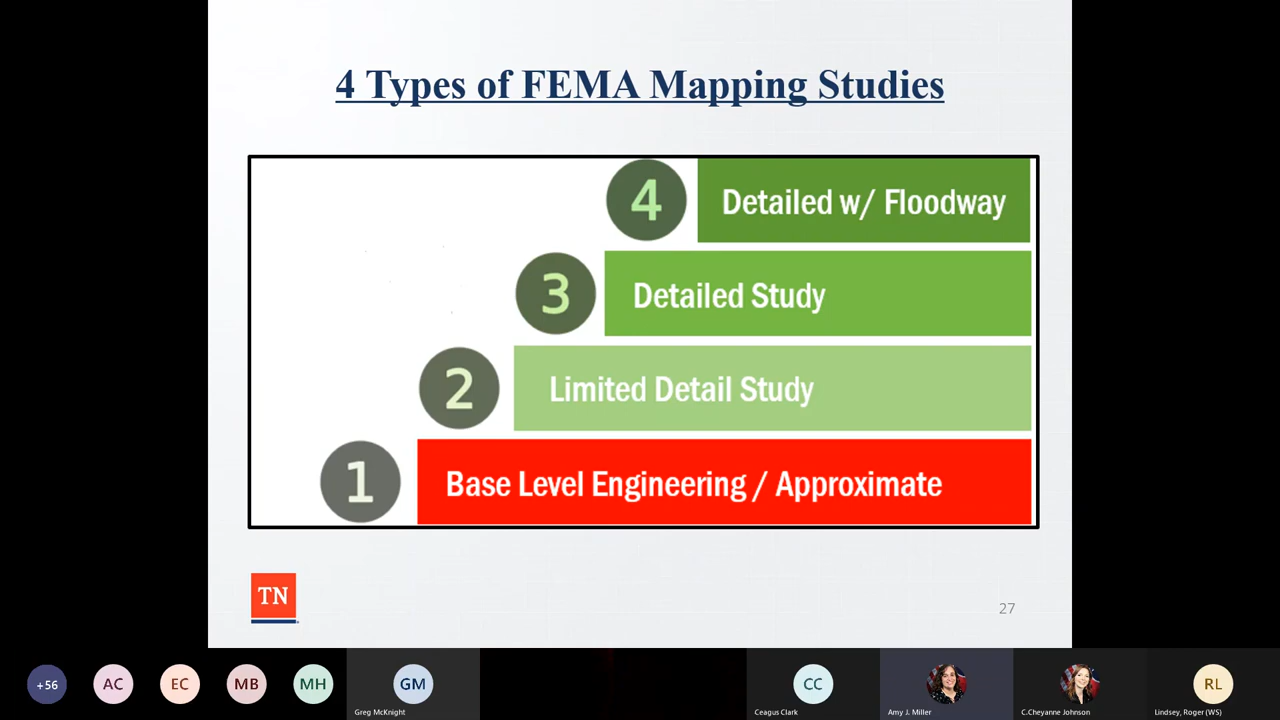 4 Types of FEMA Mapping Studies
4 Detailed w/ Floodway
3 Detailed Study
2 Limited Detail Study
1 Base Level Engineering / Approximate
TN
27
+56
AC
EC
MB
MH
GM
Greg McKnight
CC
Ceagus Clark
Amy J. Miller
C.Cheyanne Johnson
RL
Lindsey, Roger (WS)